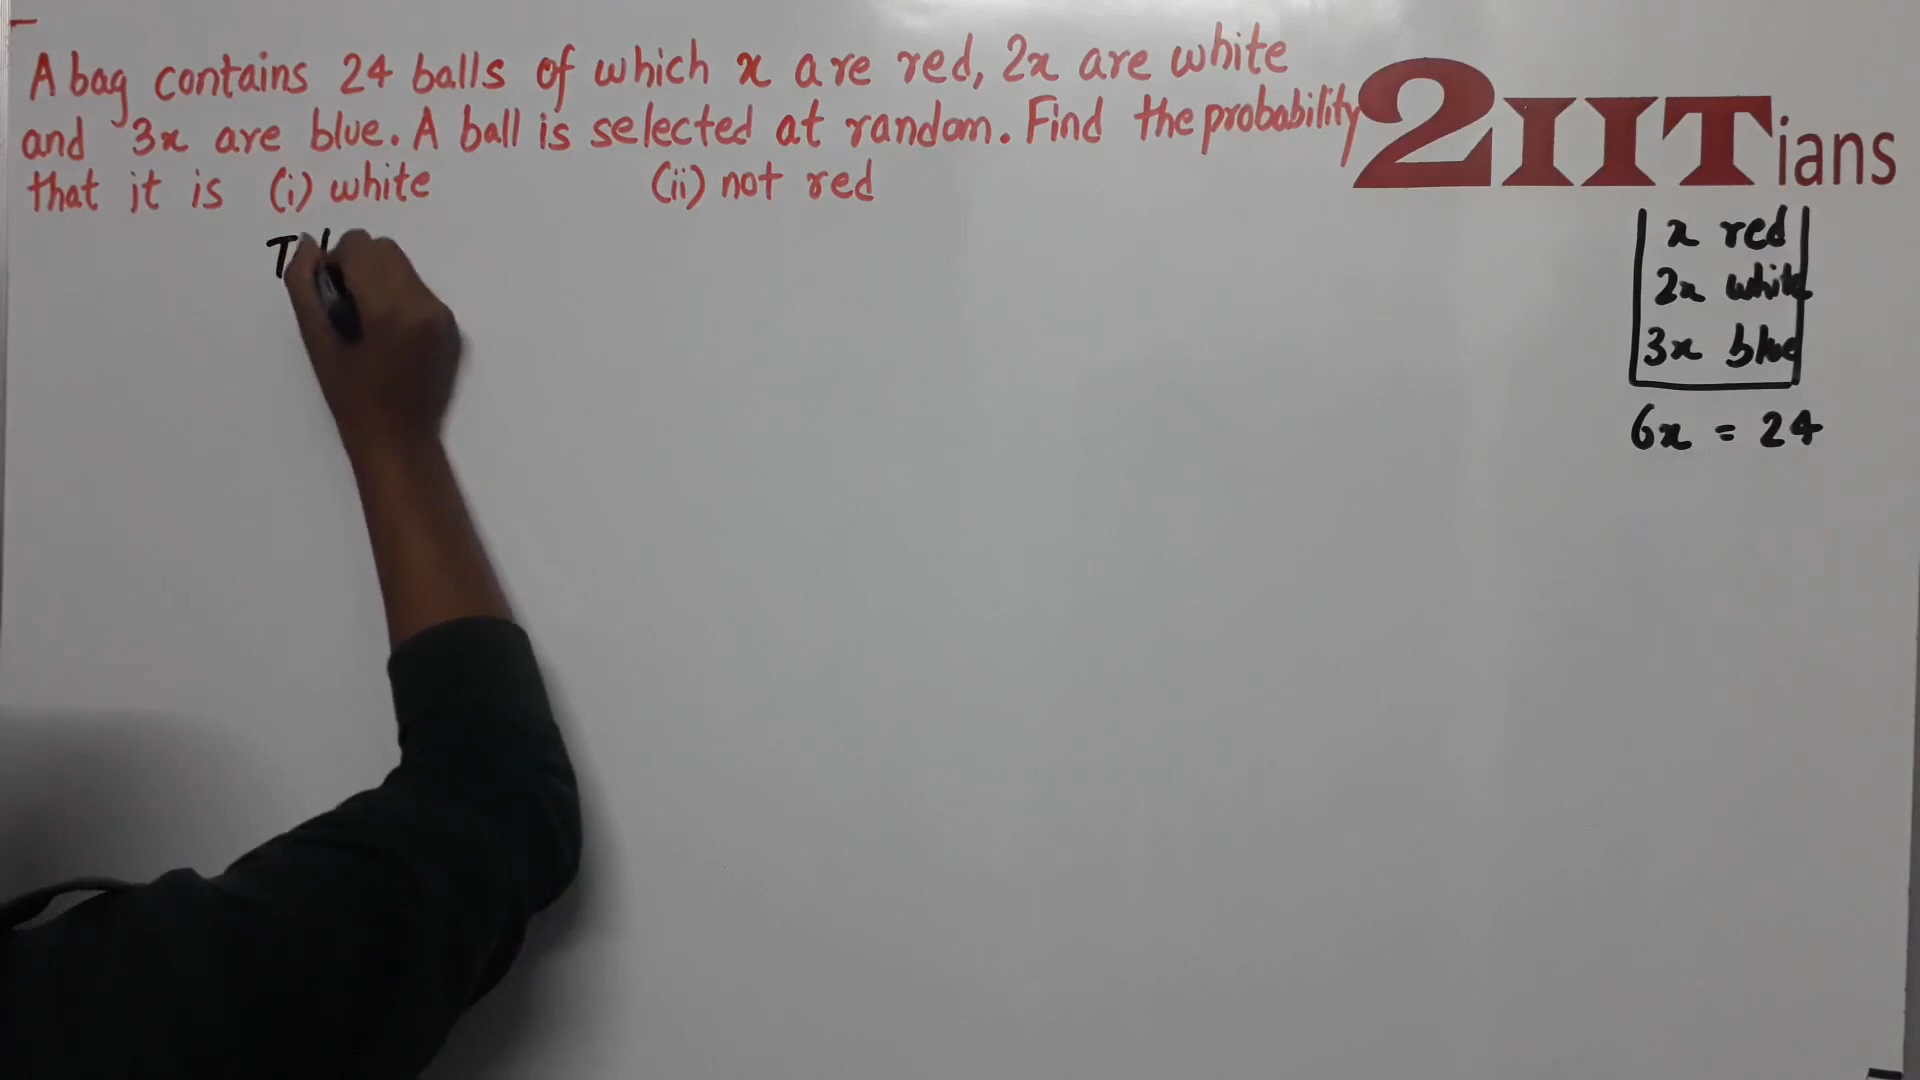 A bag contains 24 balls of which x are red, 2x are white
and 3x are blue. A ball is selected at random. Find the probability
that it is (i) white (ii) not red
2IITians
x red
2x white
3x blue
6x = 24